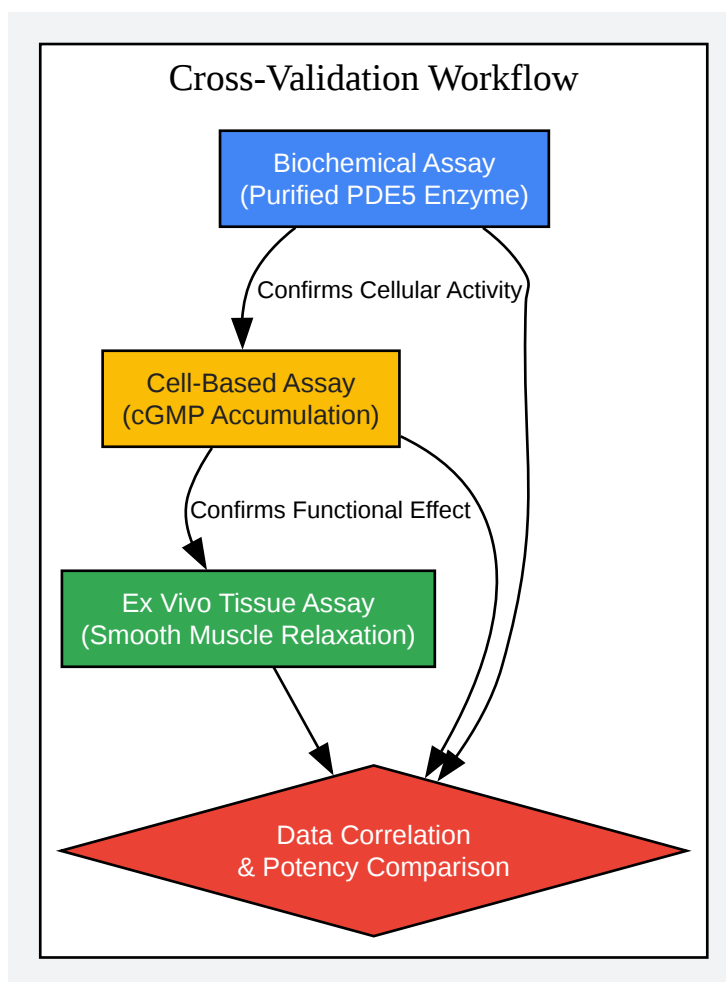 Cross-Validation Workflow
Biochemical Assay
(Purified PDE5 Enzyme)
Confirms Cellular Activity
Cell-Based Assay
(cGMP Accumulation)
Confirms Functional Effect
Ex Vivo Tissue Assay
(Smooth Muscle Relaxation)
Data Correlation
& Potency Comparison